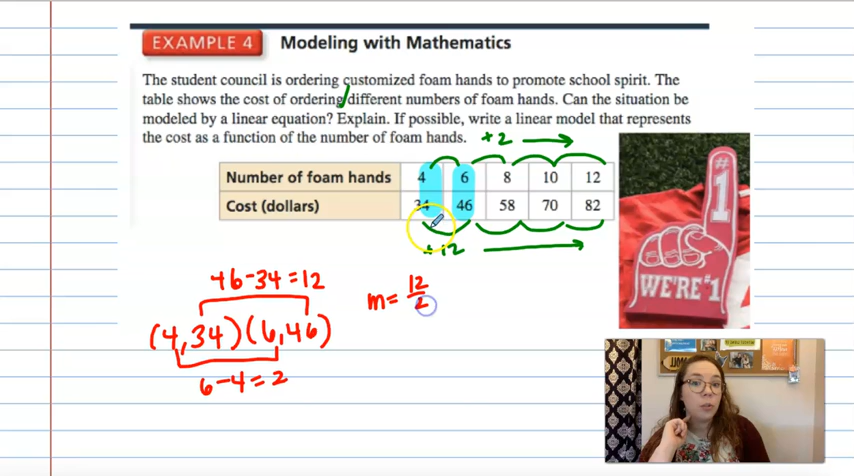 EXAMPLE 4 Modeling with Mathematics
The student council is ordering customized foam hands to promote school spirit. The
table shows the cost of ordering different numbers of foam hands. Can the situation be
modeled by a linear equation? Explain. If possible, write a linear model that represents
the cost as a function of the number of foam hands.
+2
Number of foam hands 4 6 8 10 12
Cost (dollars) 34 46 58 70 82
+12
#1
WE'RE #1
46-34=12
m=12/2
(4,34)(6,46)
6-4=2